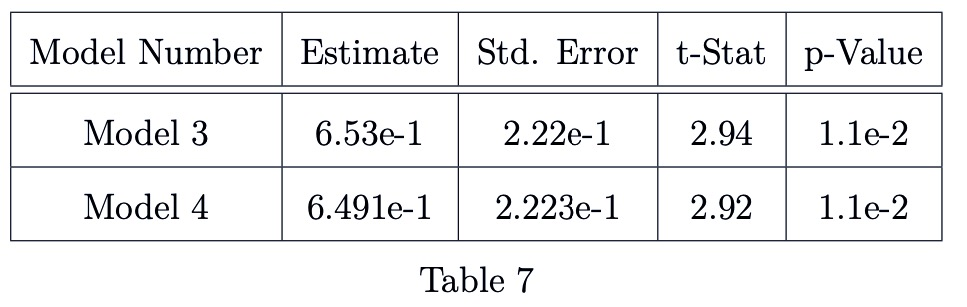 Model Number Estimate Std. Error t-Stat p-Value
Model 3 6.53e-1 2.22e-1 2.94 1.1e-2
Model 4 6.491e-1 2.223e-1 2.92 1.1e-2
Table 7